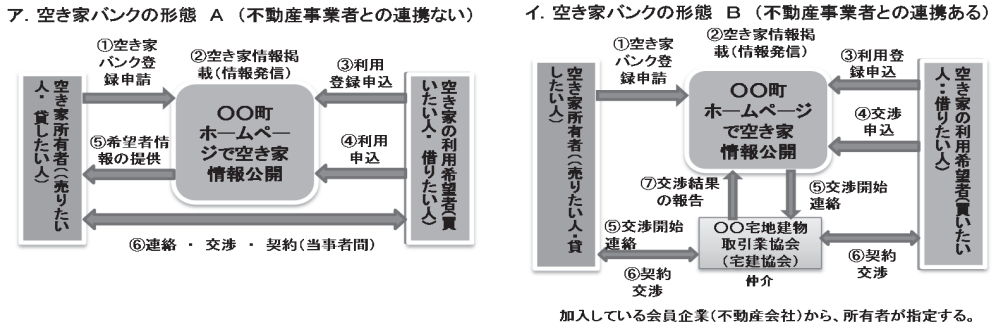 ア．空き家バンクの形態　A　（不動産事業者との連携ない）
①空き家
バンク登
録申請
②空き家情報掲
載（情報発信）
③利用
登録申込
空き家所有者（（売りたい
人・貸したい人）
〇〇町
ホームペー
ジで空き家
情報公開
空き家の利用希望者（買
いたい人・借りたい人）
⑤希望者情
報の提供
④利用
申込
⑥連絡　・　交渉　・　契約（当事者間）
イ．空き家バンクの形態　B　（不動産事業者との連携ある）
①空き家
バンク登
録申請
②空き家情報掲
載（情報発信）
③利用登
録申込
空き家所有者（（売りたい人・貸
したい人）
〇〇町
ホームページ
で空き家
情報公開
空き家の利用希望者（買いたい
人・借りたい人）
④交渉
申込
⑦交渉結果
の報告
⑤交渉開始
連絡
⑤交渉開始
連絡
〇〇宅地建物
取引業協会
（宅建協会）
⑥契約
交渉
仲介
⑥契約
交渉
加入している会員企業（不動産会社）から、所有者が指定する。